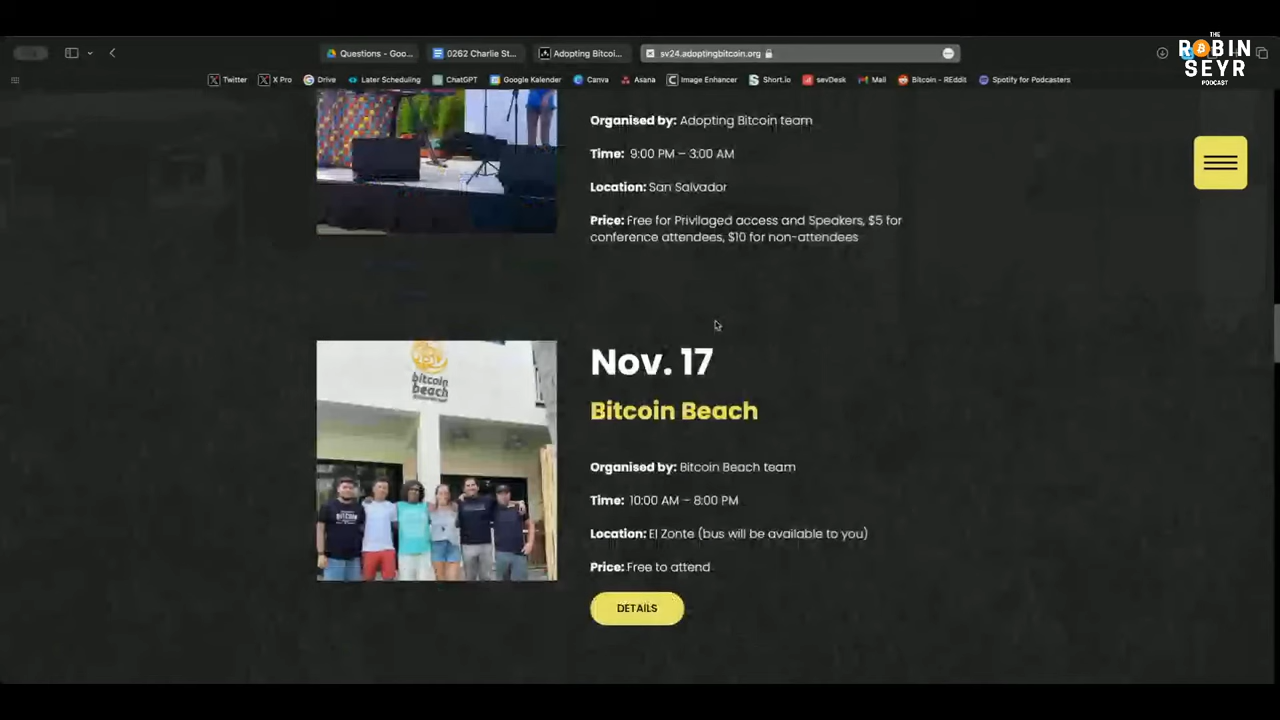 THE
ROBIN
SEYR
PODCAST
Questions - Goo...
0262 Charlie St...
Adopting Bitcoi...
sv24.adoptingbitcoin.org
Twitter
X Pro
Drive
Later Scheduling
ChatGPT
Google Kalender
Canva
Asana
Image Enhancer
Short.io
sevDesk
Mail
Bitcoin - REddit
Spotify for Podcasters
Organised by: Adopting Bitcoin team
Time: 9:00 PM – 3:00 AM
Location: San Salvador
Price: Free for Privilaged access and Speakers, $5 for
conference attendees, $10 for non-attendees
bitcoin
beach
Nov. 17
Bitcoin Beach
Organised by: Bitcoin Beach team
Time: 10:00 AM – 8:00 PM
Location: El Zonte (bus will be available to you)
Price: Free to attend
DETAILS